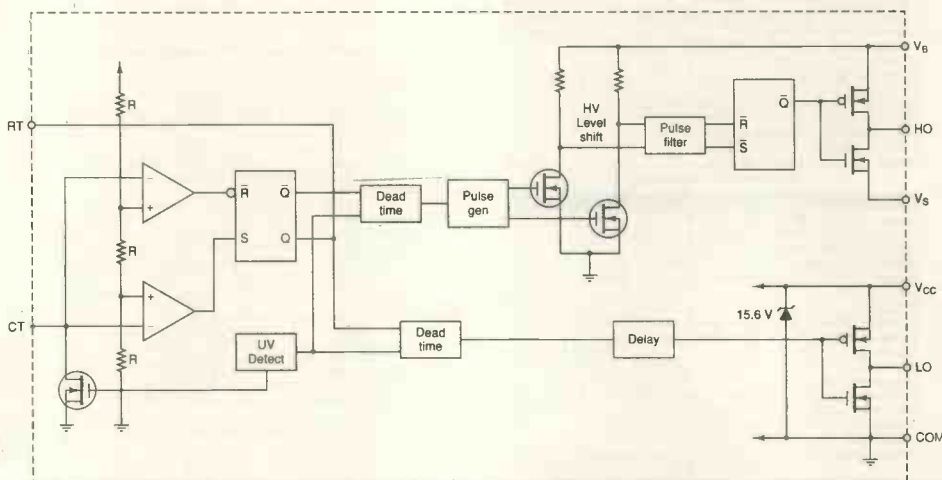 V_B
R
RT
HV
Level
shift
Pulse
filter
R̅
S̅
Q̅
HO
V_S
−
+
R̅
Q̅
S
Q
Dead
time
Pulse
gen
R
+
−
CT
UV
Detect
R
Dead
time
Delay
15.6 V
V_CC
LO
COM